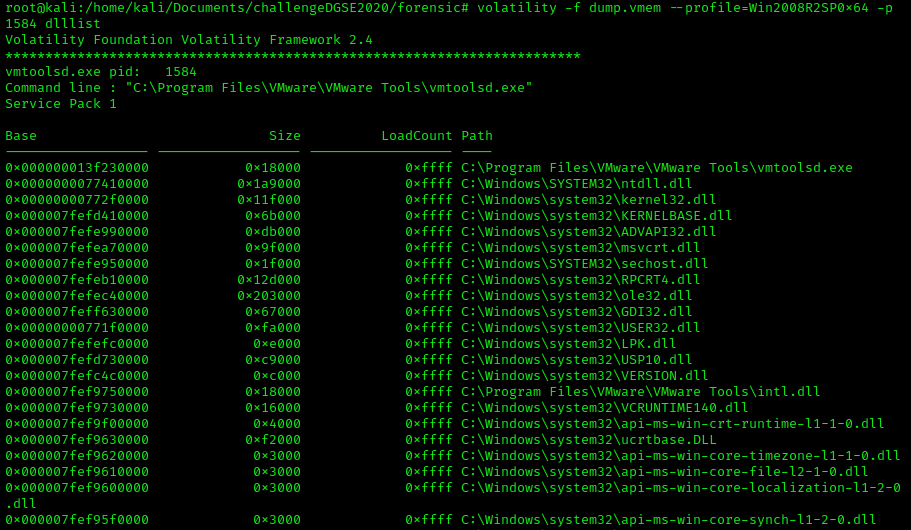 root@kali:/home/kali/Documents/challengeDGSE2020/forensic# volatility -f dump.vmem --profile=Win2008R2SP0x64 -p
1584 dlllist
Volatility Foundation Volatility Framework 2.4
************************************************************************
vmtoolsd.exe pid:   1584
Command line : "C:\Program Files\VMware\VMware Tools\vmtoolsd.exe"
Service Pack 1
Base                             Size          LoadCount Path
------------------ ------------------ ------------------ ----
0x000000013f230000            0x18000             0xffff C:\Program Files\VMware\VMware Tools\vmtoolsd.exe
0x0000000077410000           0x1a9000             0xffff C:\Windows\SYSTEM32\ntdll.dll
0x00000000772f0000           0x11f000             0xffff C:\Windows\system32\kernel32.dll
0x000007fefd410000            0x6b000             0xffff C:\Windows\system32\KERNELBASE.dll
0x000007fefe990000            0xdb000             0xffff C:\Windows\system32\ADVAPI32.dll
0x000007fefea70000            0x9f000             0xffff C:\Windows\system32\msvcrt.dll
0x000007fefe950000            0x1f000             0xffff C:\Windows\SYSTEM32\sechost.dll
0x000007fefeb10000           0x12d000             0xffff C:\Windows\system32\RPCRT4.dll
0x000007fefec40000           0x203000             0xffff C:\Windows\system32\ole32.dll
0x000007feff630000            0x67000             0xffff C:\Windows\system32\GDI32.dll
0x00000000771f0000            0xfa000             0xffff C:\Windows\system32\USER32.dll
0x000007fefefc0000             0xe000             0xffff C:\Windows\system32\LPK.dll
0x000007fefd730000            0xc9000             0xffff C:\Windows\system32\USP10.dll
0x000007fefc4c0000             0xc000             0xffff C:\Windows\system32\VERSION.dll
0x000007fef9750000            0x18000             0xffff C:\Program Files\VMware\VMware Tools\intl.dll
0x000007fef9730000            0x16000             0xffff C:\Windows\system32\VCRUNTIME140.dll
0x000007fef9f00000             0x4000             0xffff C:\Windows\system32\api-ms-win-crt-runtime-l1-1-0.dll
0x000007fef9630000            0xf2000             0xffff C:\Windows\system32\ucrtbase.DLL
0x000007fef9620000             0x3000             0xffff C:\Windows\system32\api-ms-win-core-timezone-l1-1-0.dll
0x000007fef9610000             0x3000             0xffff C:\Windows\system32\api-ms-win-core-file-l2-1-0.dll
0x000007fef9600000             0x3000             0xffff C:\Windows\system32\api-ms-win-core-localization-l1-2-0
.dll
0x000007fef95f0000             0x3000             0xffff C:\Windows\system32\api-ms-win-core-synch-l1-2-0.dll